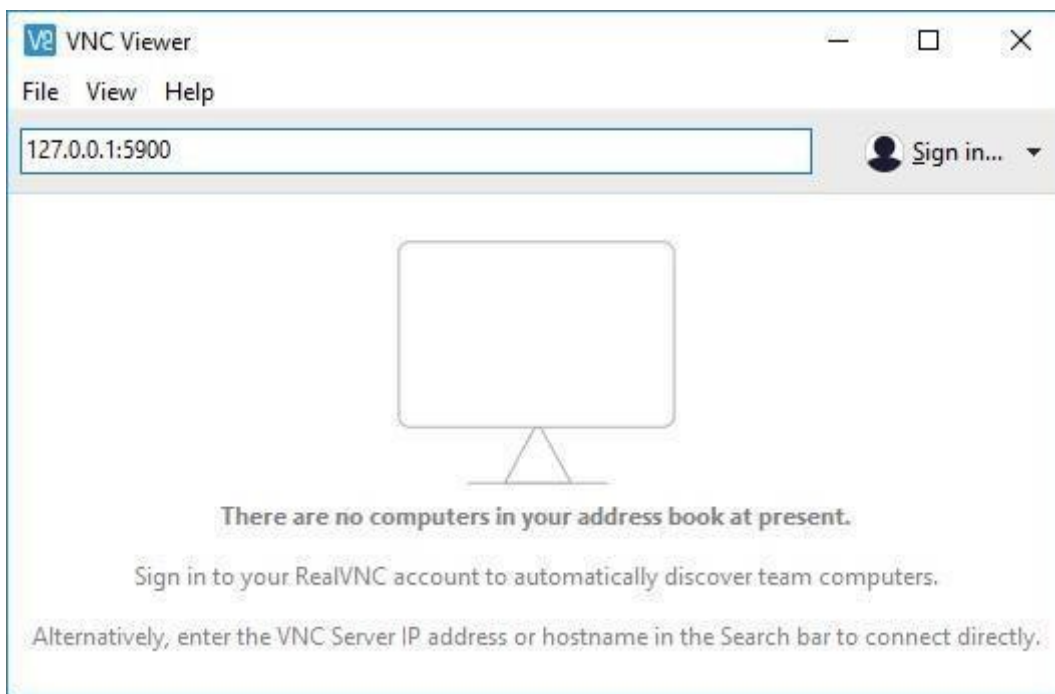 VNC Viewer
File View Help
127.0.0.1:5900
Sign in...
There are no computers in your address book at present.
Sign in to your RealVNC account to automatically discover team computers.
Alternatively, enter the VNC Server IP address or hostname in the Search bar to connect directly.